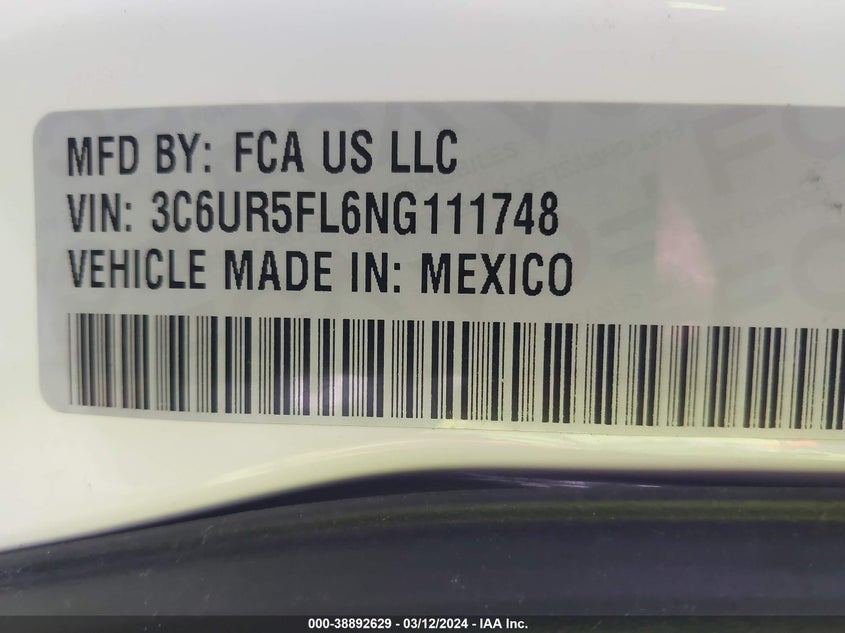 MFD BY: FCA US LLC
VIN: 3C6UR5FL6NG111748
VEHICLE MADE IN: MEXICO
000-38892629 - 03/12/2024 - IAA Inc.